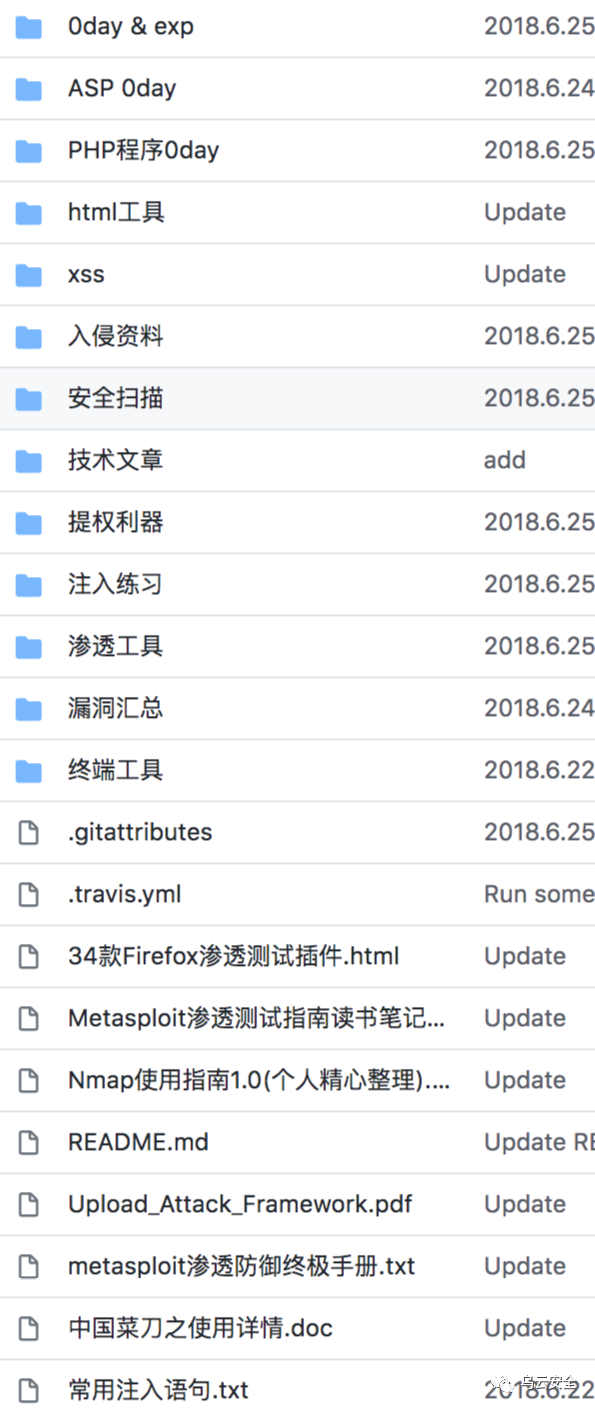 0day & exp 2018.6.25
ASP 0day 2018.6.24
PHP程序0day 2018.6.25
html工具 Update
xss Update
入侵资料 2018.6.25
安全扫描 2018.6.25
技术文章 add
提权利器 2018.6.25
注入练习 2018.6.25
渗透工具 2018.6.25
漏洞汇总 2018.6.24
终端工具 2018.6.22
.gitattributes 2018.6.25
.travis.yml Run some
34款Firefox渗透测试插件.html Update
Metasploit渗透测试指南读书笔记... Update
Nmap使用指南1.0(个人精心整理).... Update
README.md Update RE
Upload_Attack_Framework.pdf Update
metasploit渗透防御终极手册.txt Update
中国菜刀之使用详情.doc Update
常用注入语句.txt 2018.6.22
乌云安全